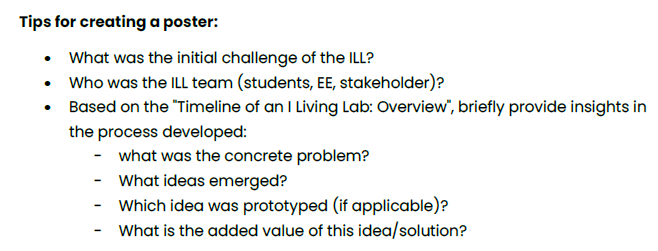 Tips for creating a poster:
• What was the initial challenge of the ILL?
• Who was the ILL team (students, EE, stakeholder)?
• Based on the "Timeline of an I Living Lab: Overview", briefly provide insights in
the process developed:
- what was the concrete problem?
- What ideas emerged?
- Which idea was prototyped (if applicable)?
- What is the added value of this idea/solution?